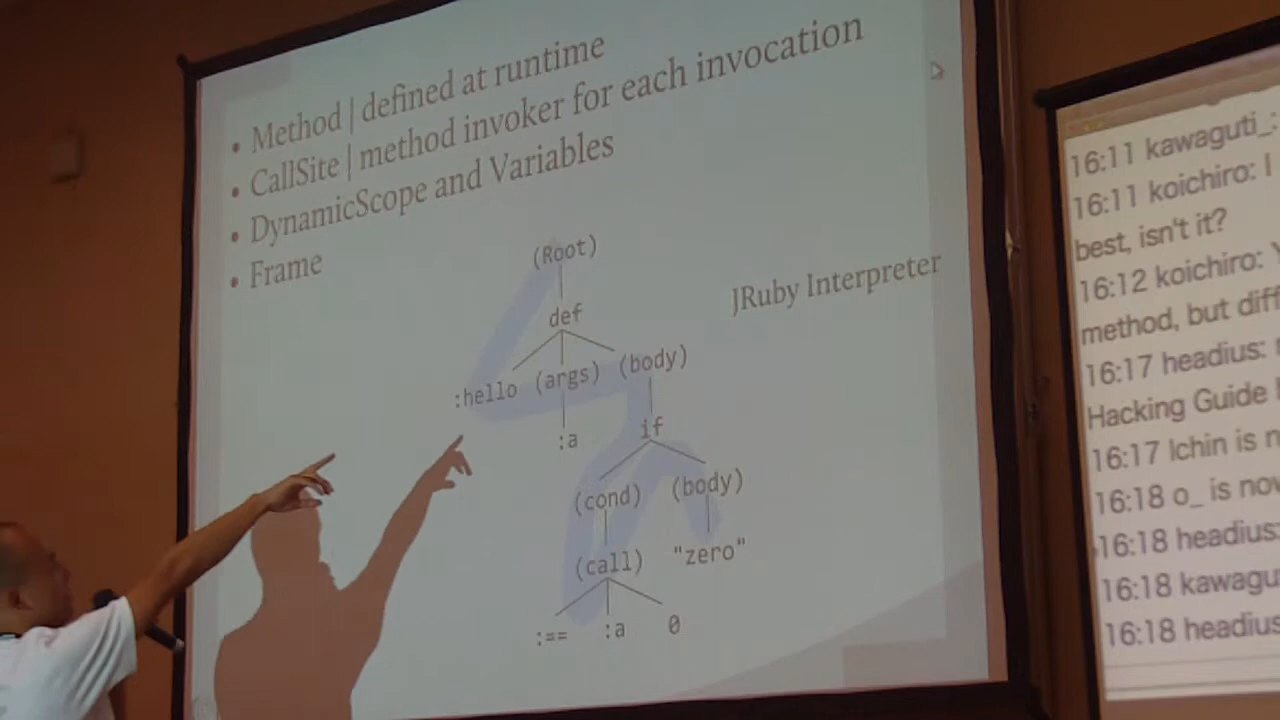 • Method | defined at runtime
• CallSite | method invoker for each invocation
• DynamicScope and Variables
• Frame
(Root)
JRuby Interpreter
def
:hello (args) (body)
:a
if
(cond) (body)
(call) "zero"
:== :a 0
16:11 kawaguti_:
16:11 koichiro: I
best, isn't it?
16:12 koichiro:
method, but
16:17 headius:
Hacking Guide
16:17 Ichin is
16:18 o_ is now
16:18 headius:
16:18
16:18 headius